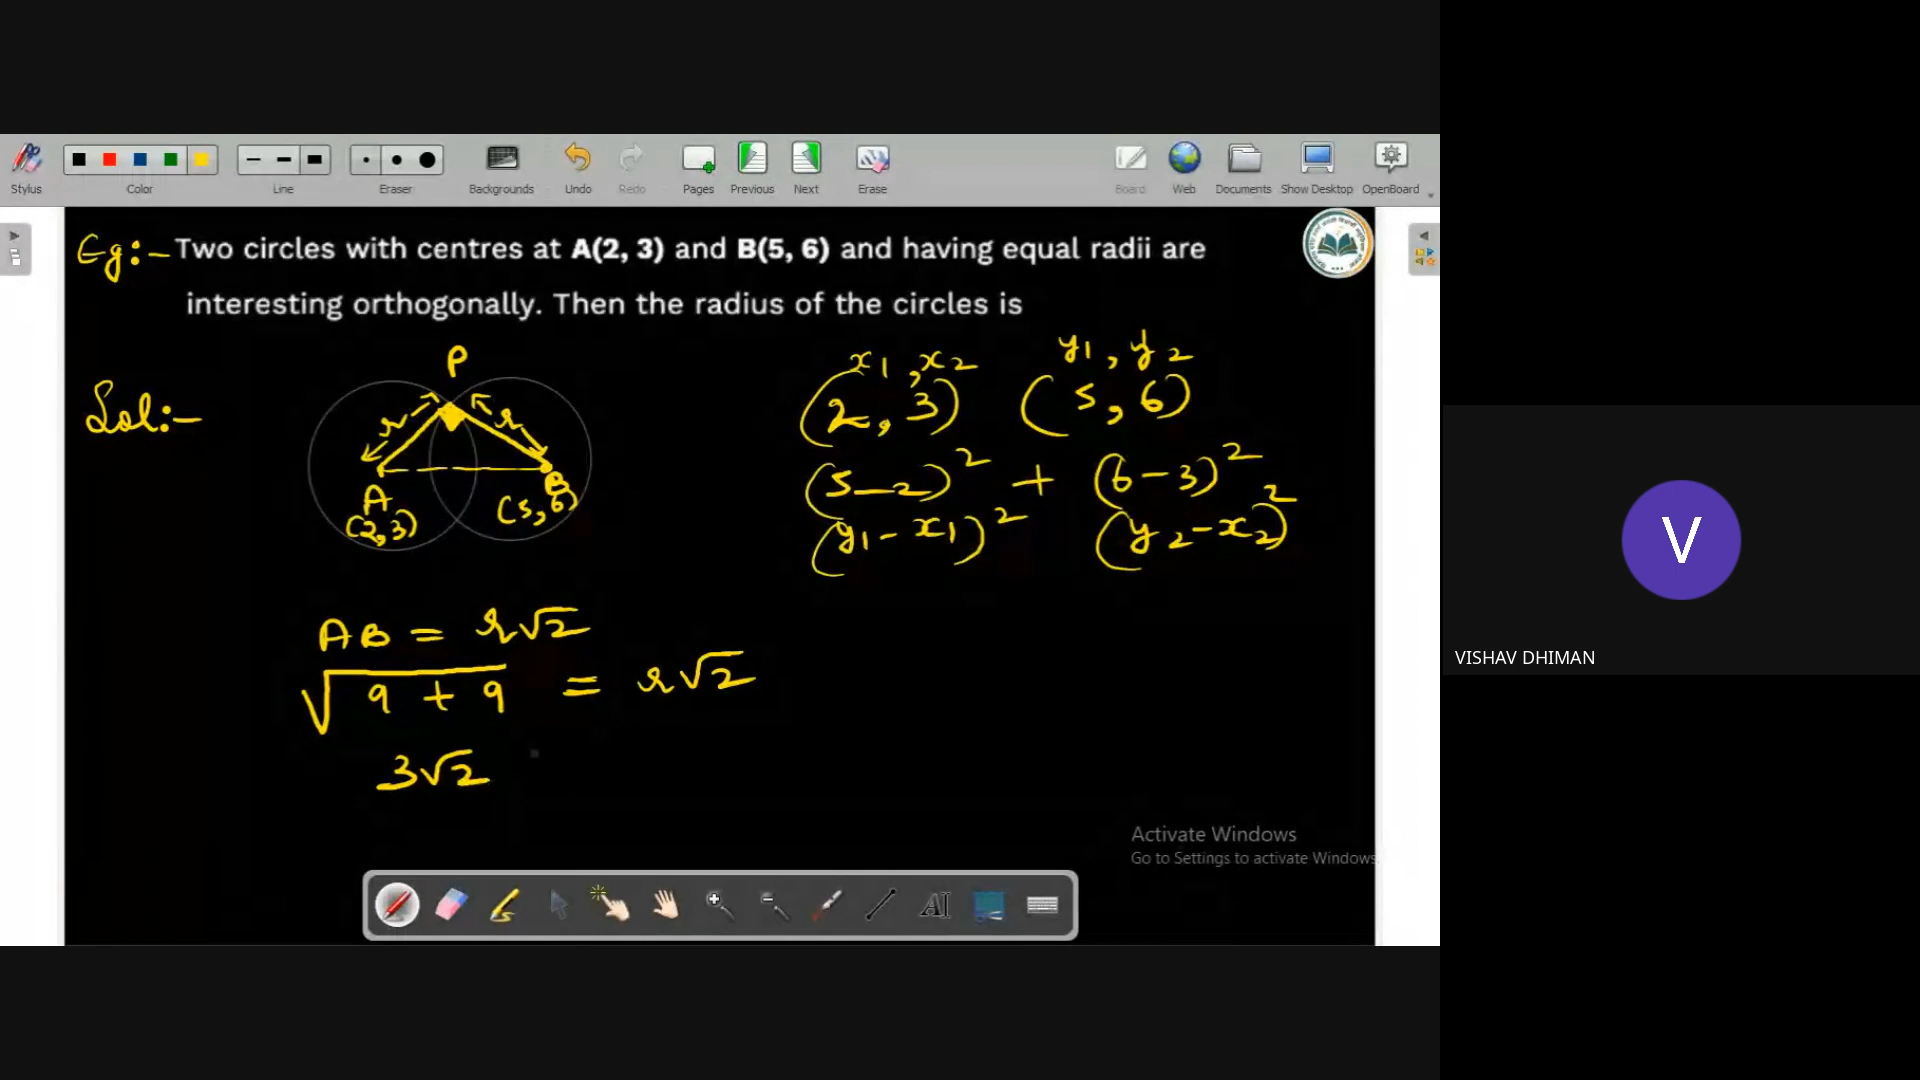 Stylus Color Line Eraser Backgrounds Undo Redo Pages Previous Next Erase Board Web Documents Show Desktop OpenBoard
Eg:- Two circles with centres at A(2, 3) and B(5, 6) and having equal radii are
interesting orthogonally. Then the radius of the circles is
Sol:-
P
r r
A
(2,3)
B
(5,6)
x1, x2 y1, y2
(2, 3) (5, 6)
(5-2)² + (6-3)²
(y1 - x1)² (y2 - x2)²
AB = r√2
√9 + 9 = r√2
3√2
Activate Windows
Go to Settings to activate Windows.
AI
V
VISHAV DHIMAN